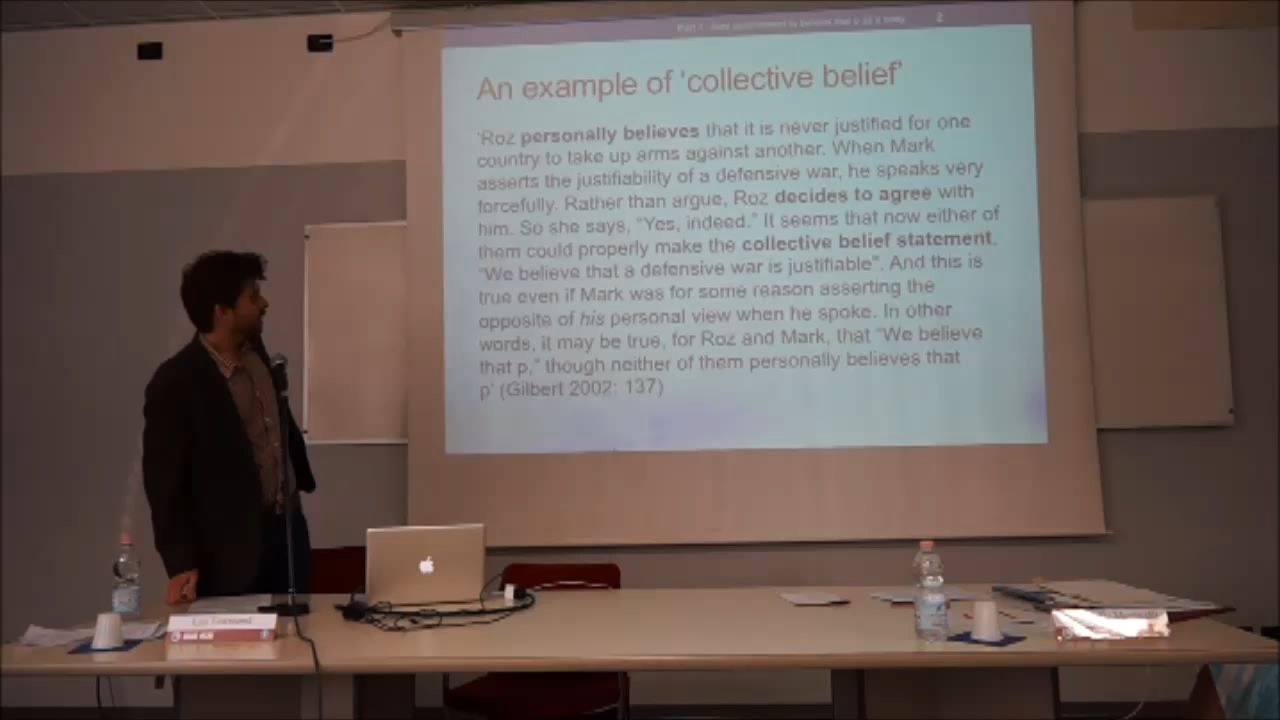 An example of 'collective belief'
'Roz personally believes that it is never justified for one
country to take up arms against another. When Mark
asserts the justifiability of a defensive war, he speaks very
forcefully. Rather than argue, Roz decides to agree with
him. So she says, "Yes, indeed." It seems that now either of
them could properly make the collective belief statement,
"We believe that a defensive war is justifiable". And this is
true even if Mark was for some reason asserting the
opposite of his personal view when he spoke. In other
words, it may be true, for Roz and Mark, that "We believe
that p," though neither of them personally believes that
p' (Gilbert 2002: 137)
2